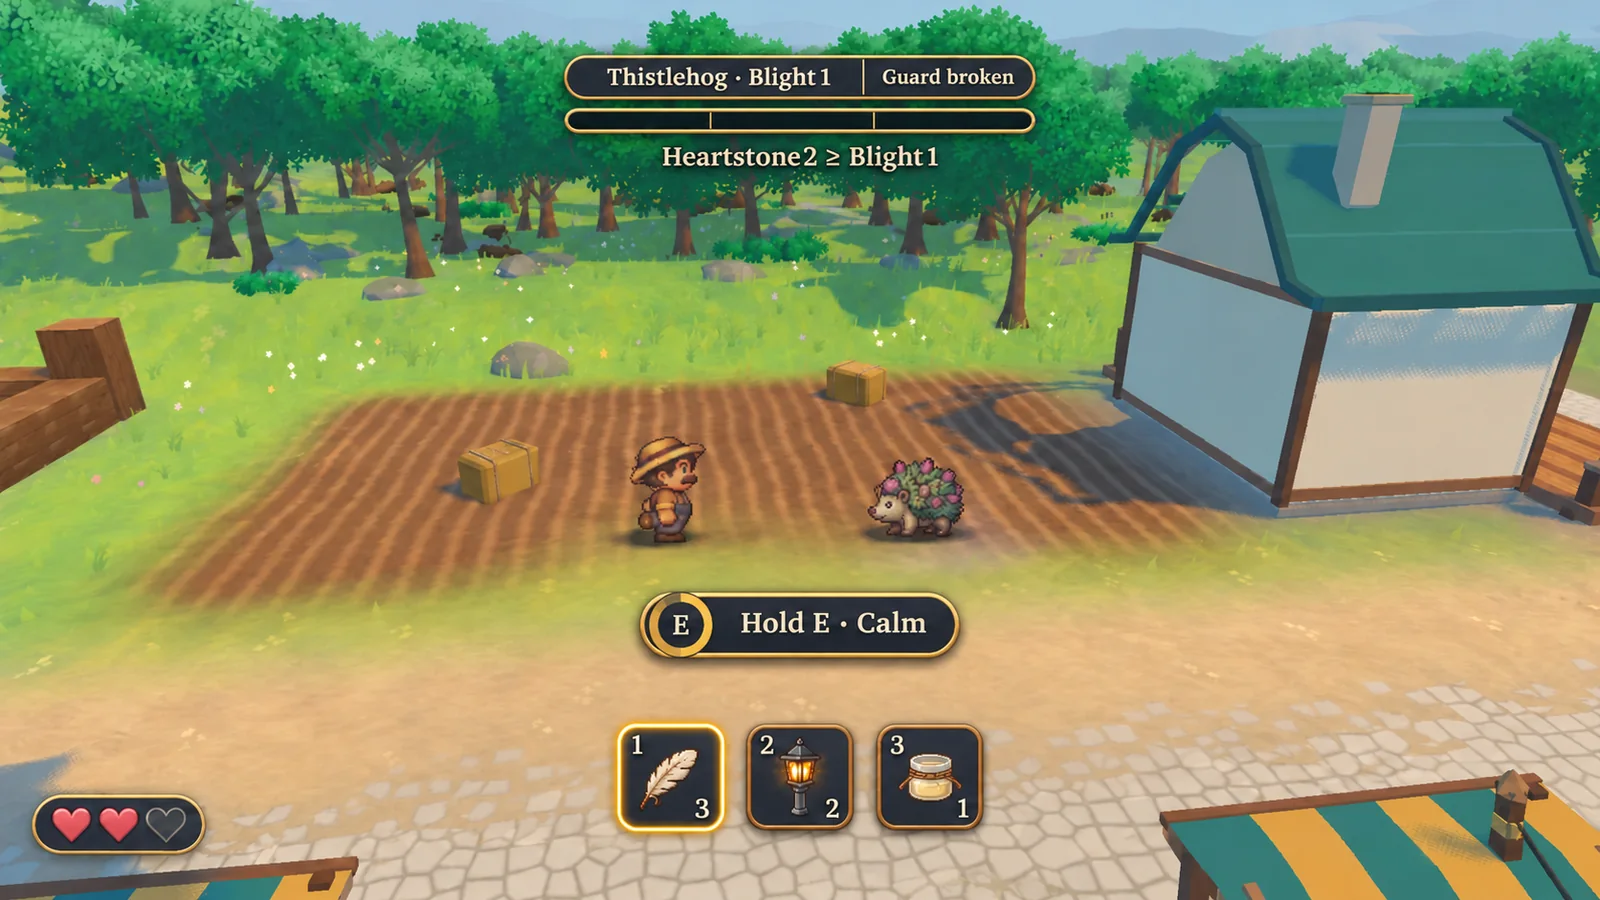 Thistlehog · Blight 1
Guard broken
Heartstone 2 ≥ Blight 1
E
Hold E · Calm
1
3
2
2
3
1